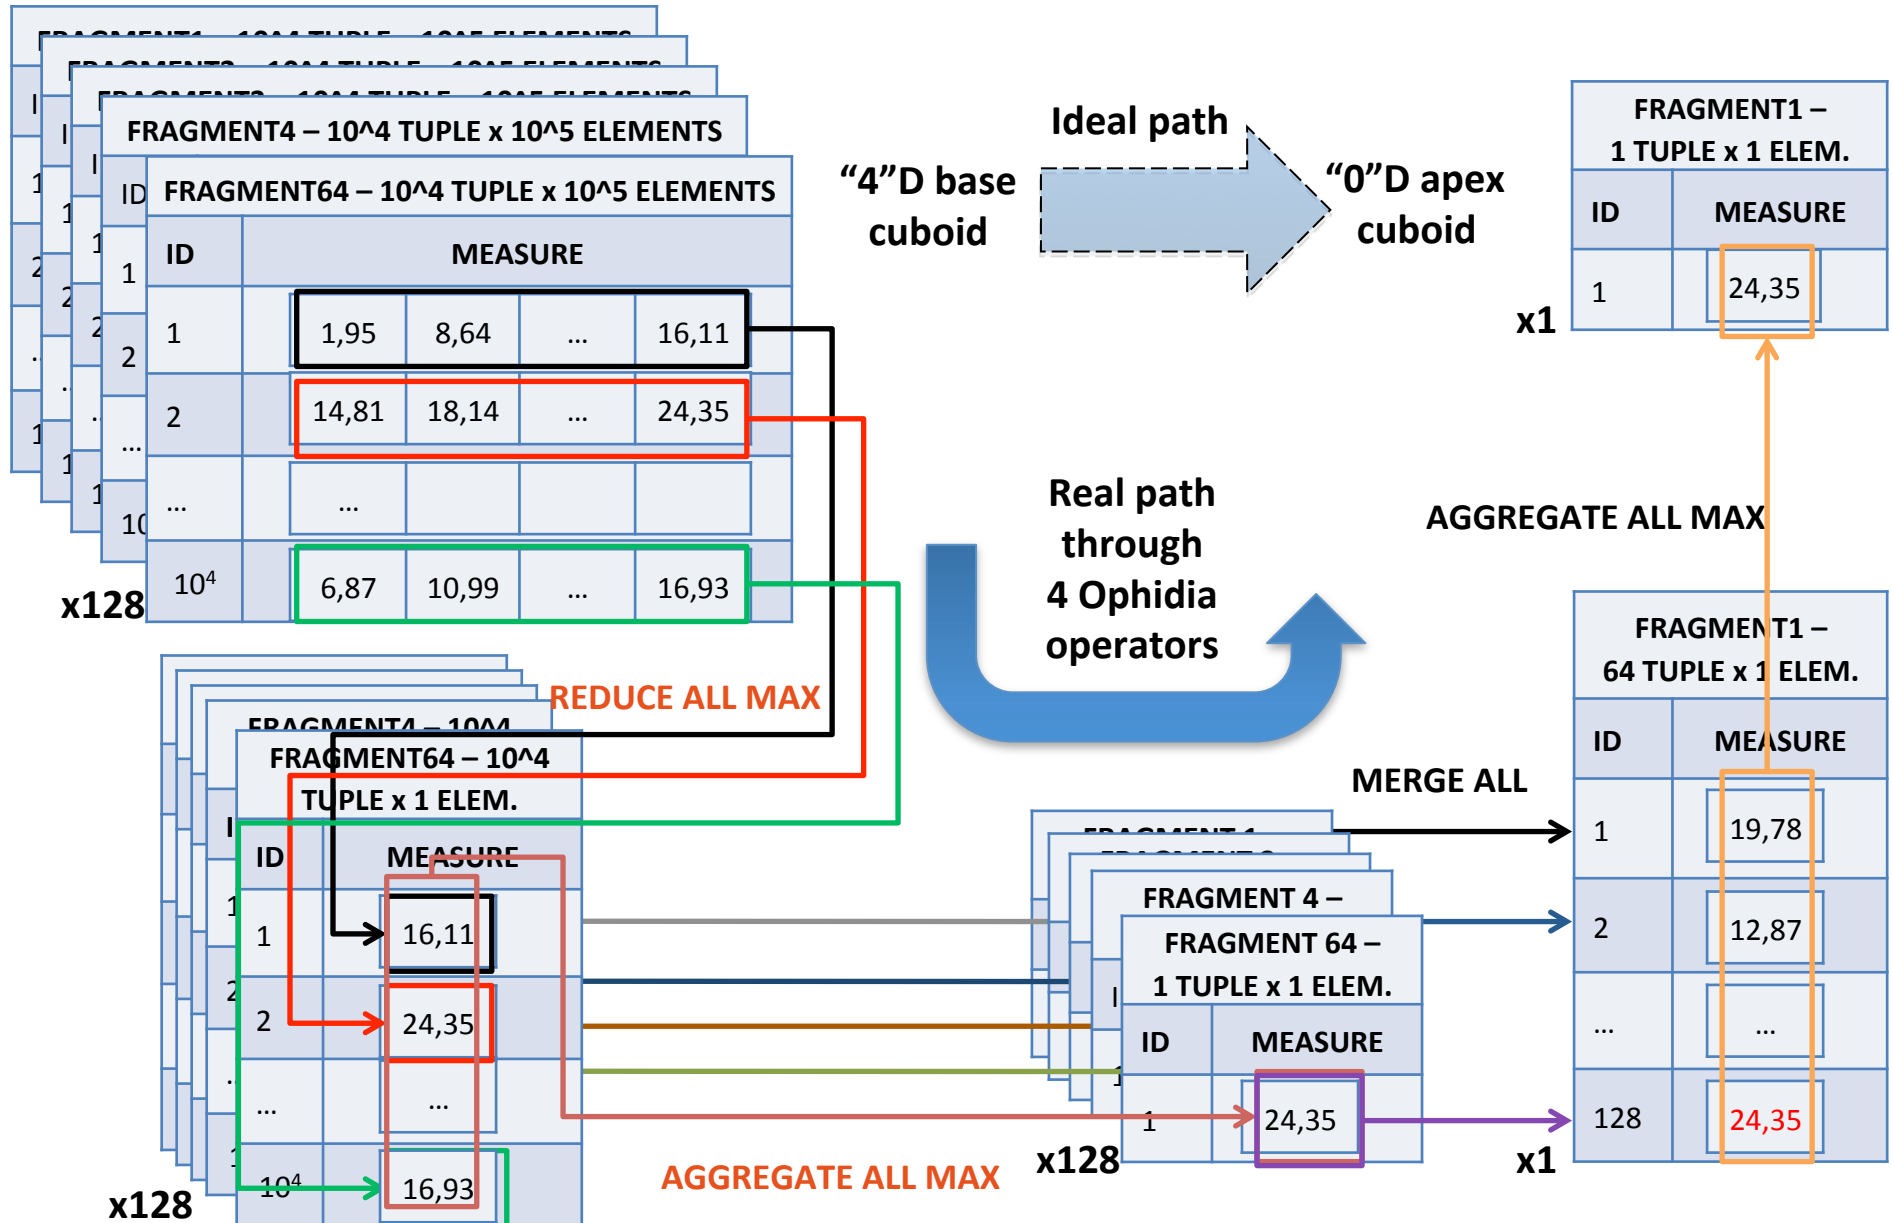 FRAGMENT4 – 10^4 TUPLE x 10^5 ELEMENTS
FRAGMENT64 – 10^4 TUPLE x 10^5 ELEMENTS
ID MEASURE
1 1,95 8,64 ... 16,11
2 14,81 18,14 ... 24,35
... ...
10⁴ 6,87 10,99 ... 16,93
x128
“4”D base
cuboid
Ideal path
“0”D apex
cuboid
FRAGMENT1 –
1 TUPLE x 1 ELEM.
ID MEASURE
1 24,35
x1
Real path
through
4 Ophidia
operators
AGGREGATE ALL MAX
REDUCE ALL MAX
FRAGMENT4 – 10^4
FRAGMENT64 – 10^4
TUPLE x 1 ELEM.
ID MEASURE
1 16,11
2 24,35
... ...
10⁴ 16,93
x128
AGGREGATE ALL MAX
FRAGMENT 4 –
FRAGMENT 64 –
1 TUPLE x 1 ELEM.
ID MEASURE
1 24,35
x128
MERGE ALL
FRAGMENT1 –
64 TUPLE x 1 ELEM.
ID MEASURE
1 19,78
2 12,87
... ...
128 24,35
x1